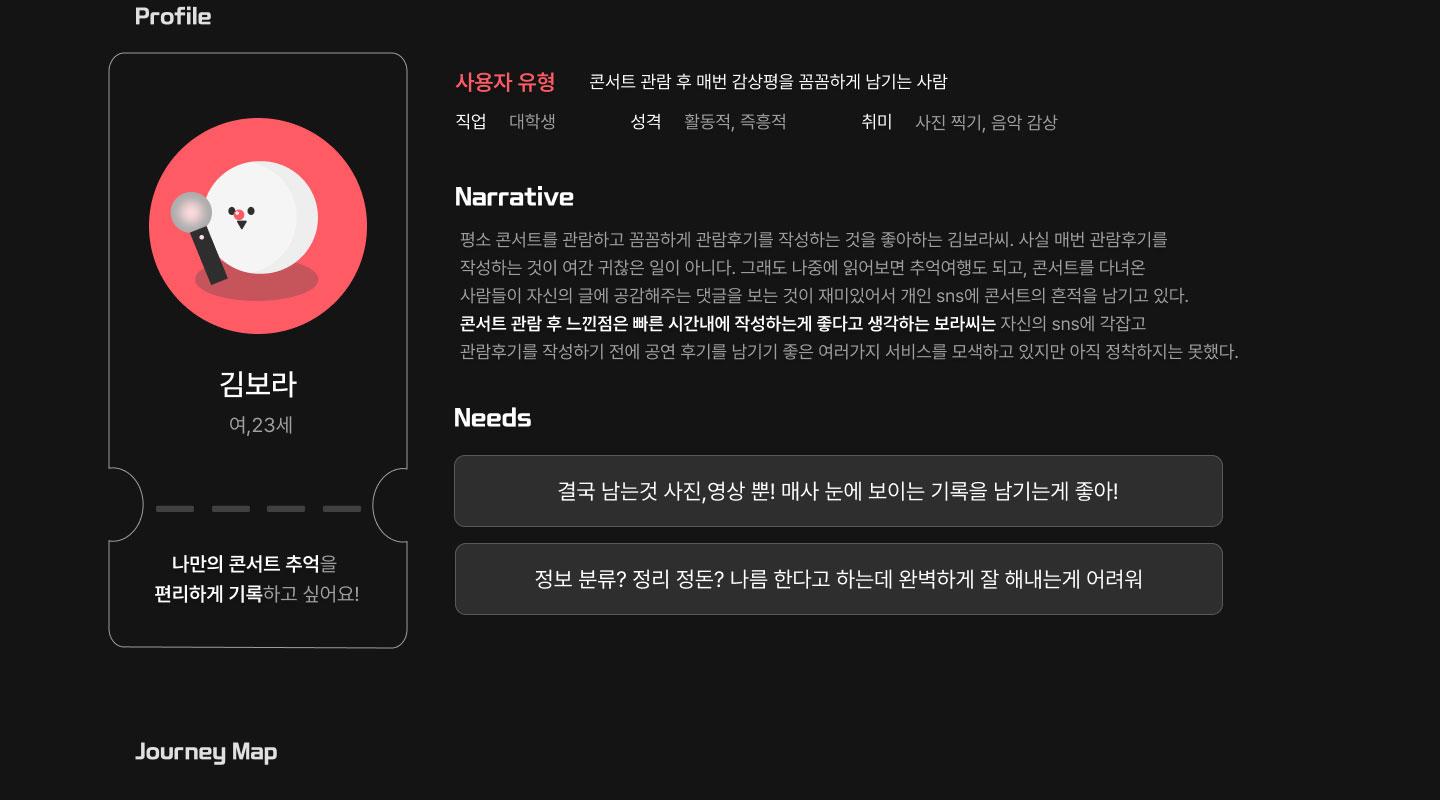 Profile
김보라
여,23세
나만의 콘서트 추억을
편리하게 기록하고 싶어요!
사용자 유형 콘서트 관람 후 매번 감상평을 꼼꼼하게 남기는 사람
직업 대학생 성격 활동적, 즉흥적 취미 사진 찍기, 음악 감상
Narrative
평소 콘서트를 관람하고 꼼꼼하게 관람후기를 작성하는 것을 좋아하는 김보라씨. 사실 매번 관람후기를
작성하는 것이 여간 귀찮은 일이 아니다. 그래도 나중에 읽어보면 추억여행도 되고, 콘서트를 다녀온
사람들이 자신의 글에 공감해주는 댓글을 보는 것이 재미있어서 개인 sns에 콘서트의 흔적을 남기고 있다.
콘서트 관람 후 느낀점은 빠른 시간내에 작성하는게 좋다고 생각하는 보라씨는 자신의 sns에 각잡고
관람후기를 작성하기 전에 공연 후기를 남기기 좋은 여러가지 서비스를 모색하고 있지만 아직 정착하지는 못했다.
Needs
결국 남는것 사진,영상 뿐! 매사 눈에 보이는 기록을 남기는게 좋아!
정보 분류? 정리 정돈? 나름 한다고 하는데 완벽하게 잘 해내는게 어려워
Journey Map